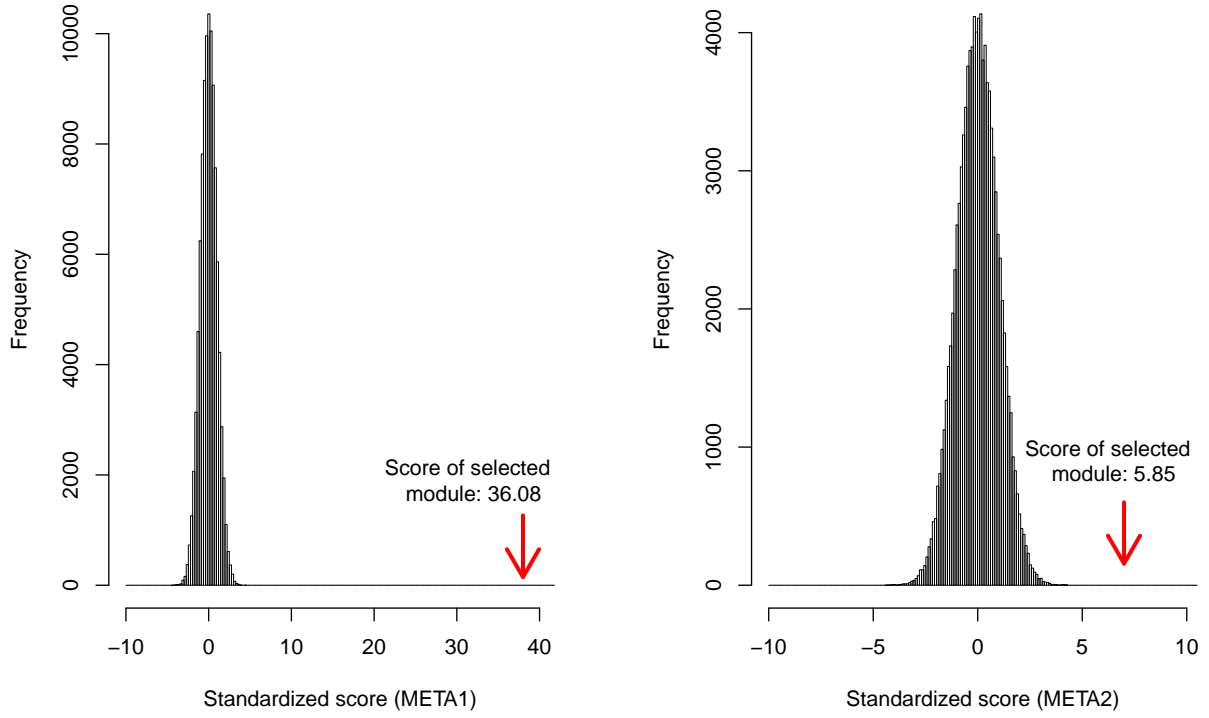 Frequency
10000
8000
6000
4000
2000
0
Score of selected
module: 36.08
−10
0
10
20
30
40
Standardized score (META1)
Frequency
4000
3000
2000
1000
0
Score of selected
module: 5.85
−10
−5
0
5
10
Standardized score (META2)